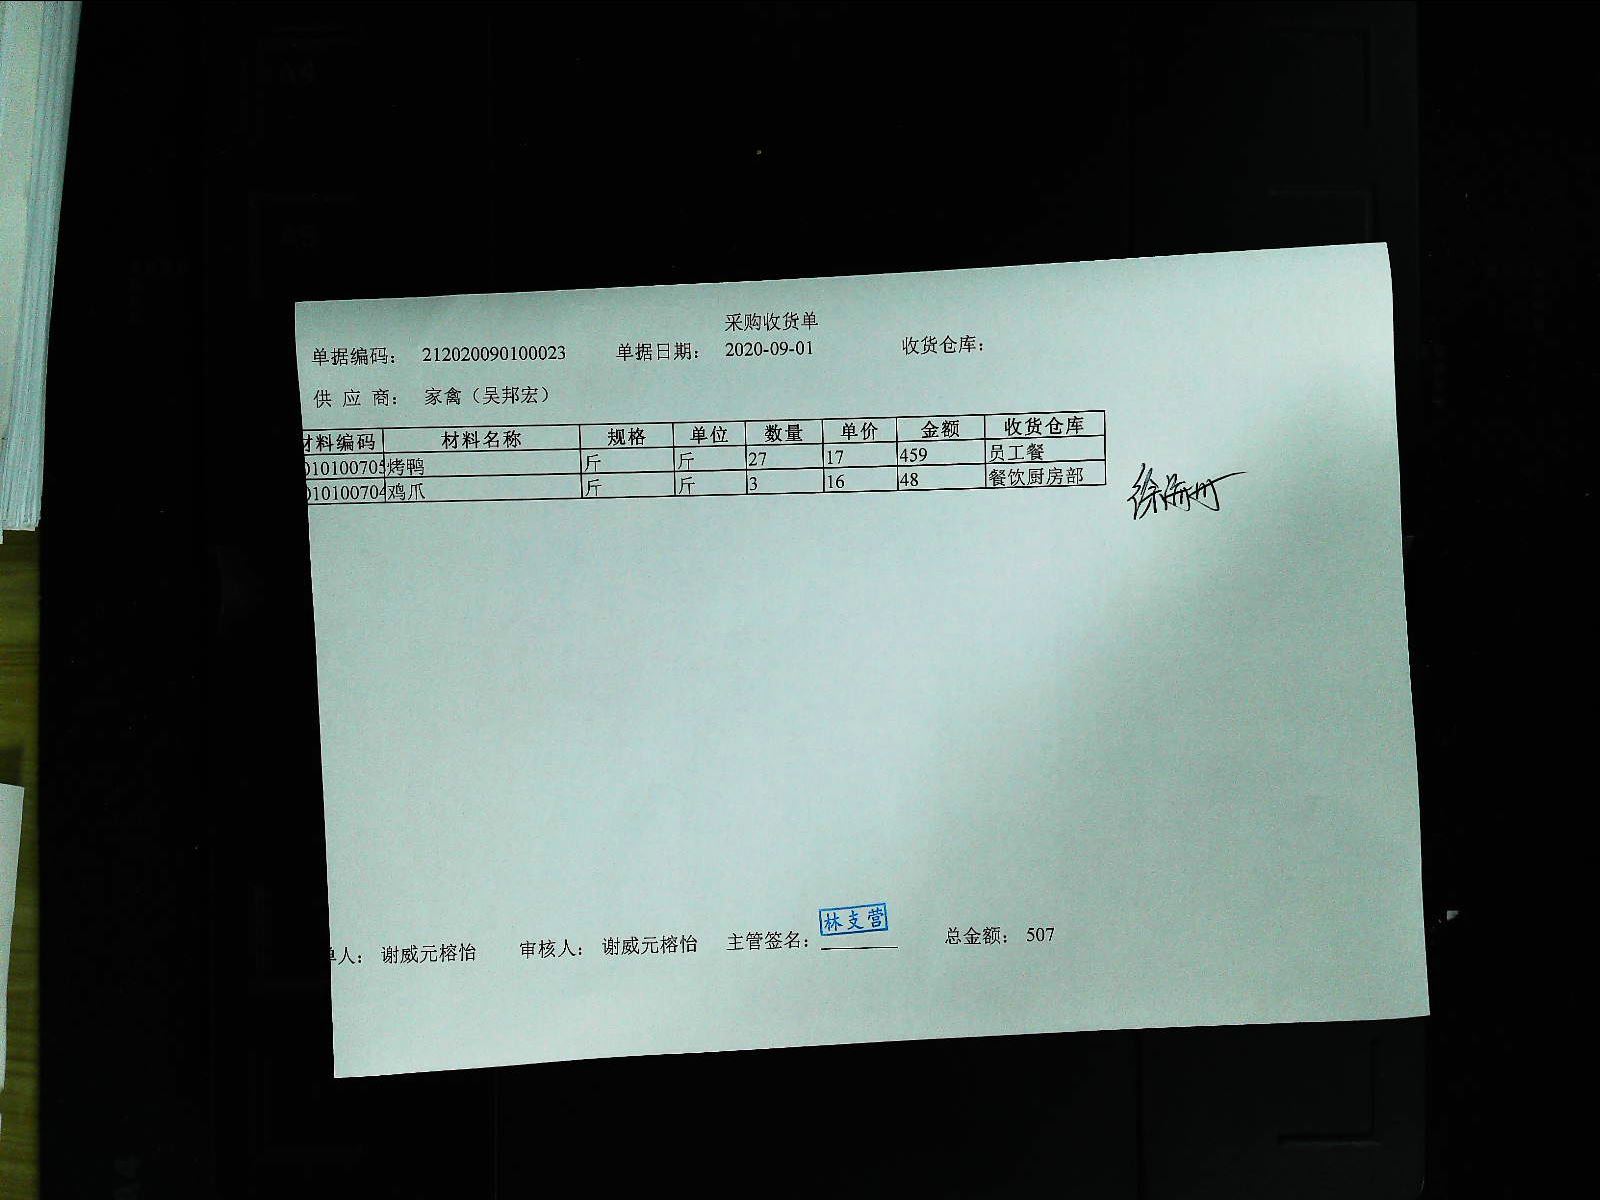 采购收货单
单据编码： 212020090100023 单据日期： 2020-09-01 收货仓库：
供 应 商： 家禽（吴邦宏）
材料编码 材料名称 规格 单位 数量 单价 金额 收货仓库
010100705 烤鸭 斤 斤 27 17 459 员工餐
010100704 鸡爪 斤 斤 3 16 48 餐饮厨房部
林支营
单人： 谢威元榕怡 审核人： 谢威元榕怡 主管签名： 总金额： 507